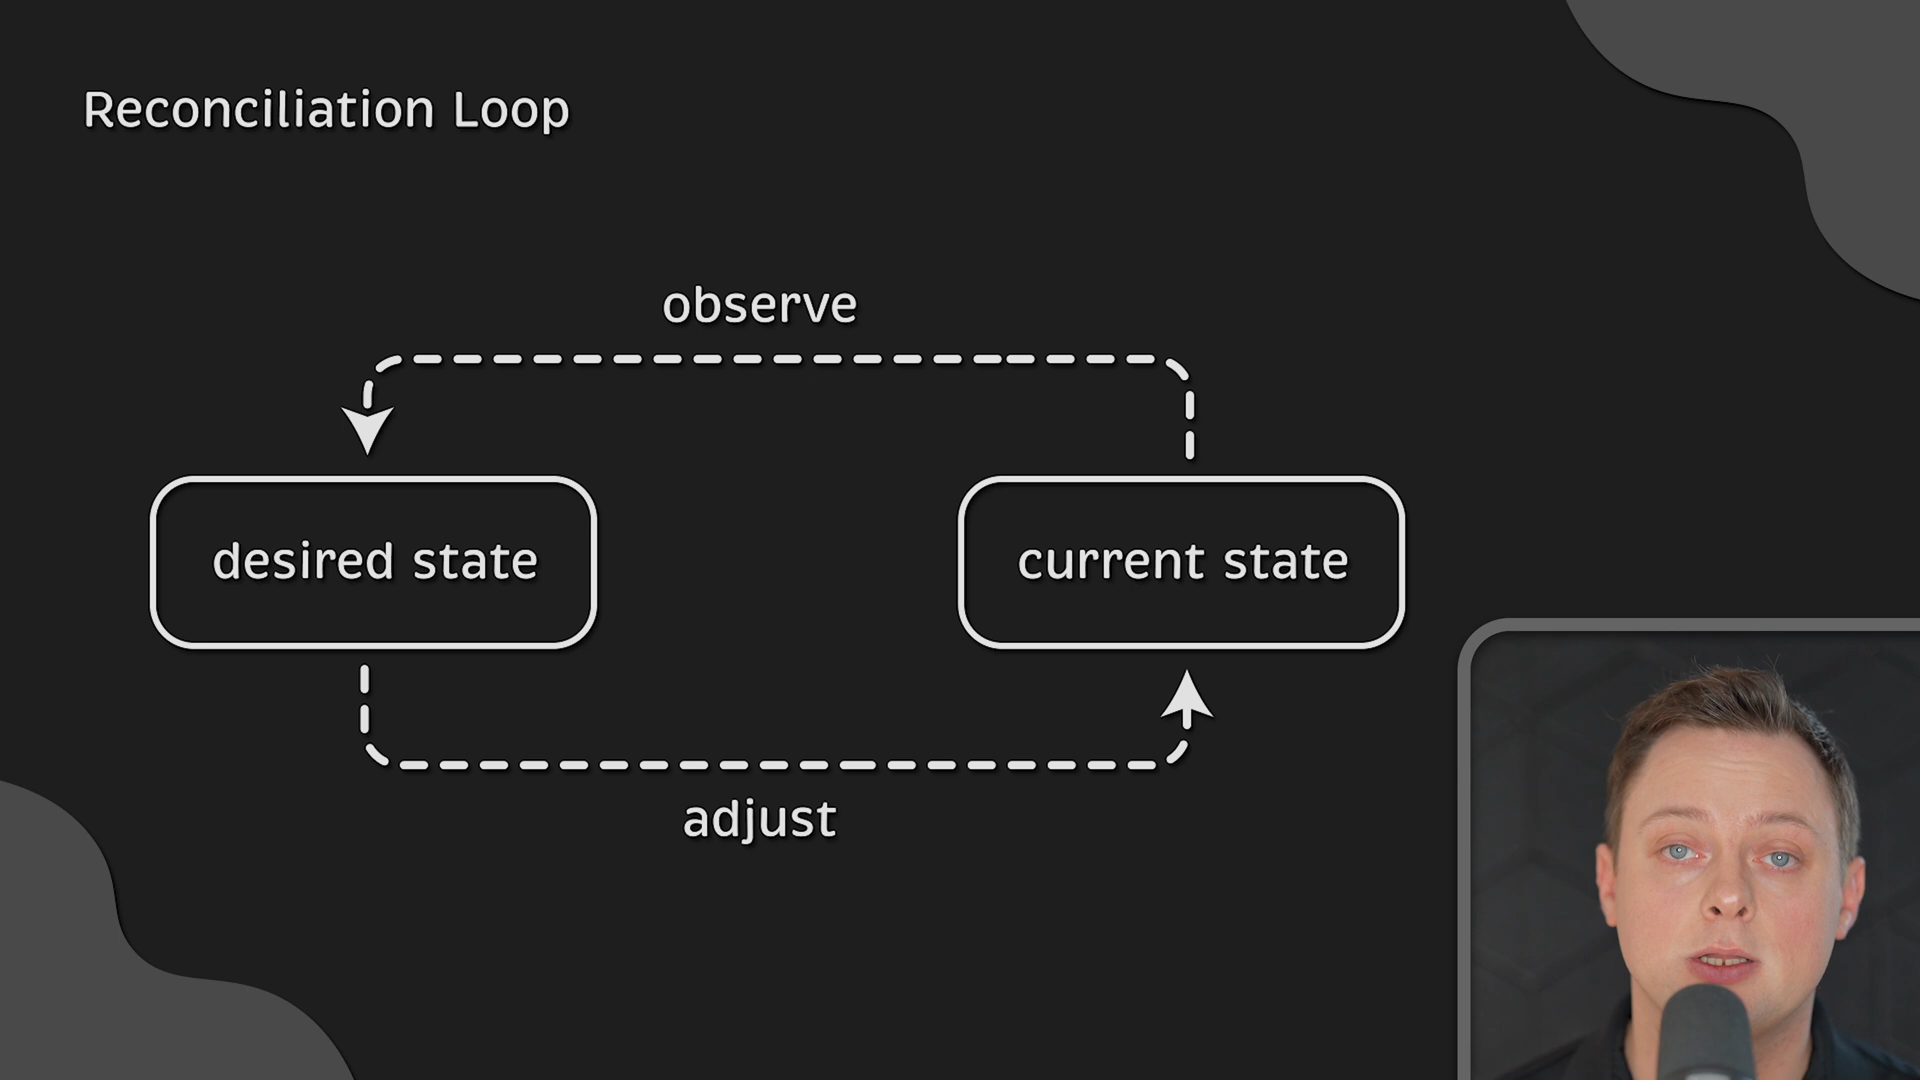 Reconciliation Loop
observe
desired state
current state
adjust